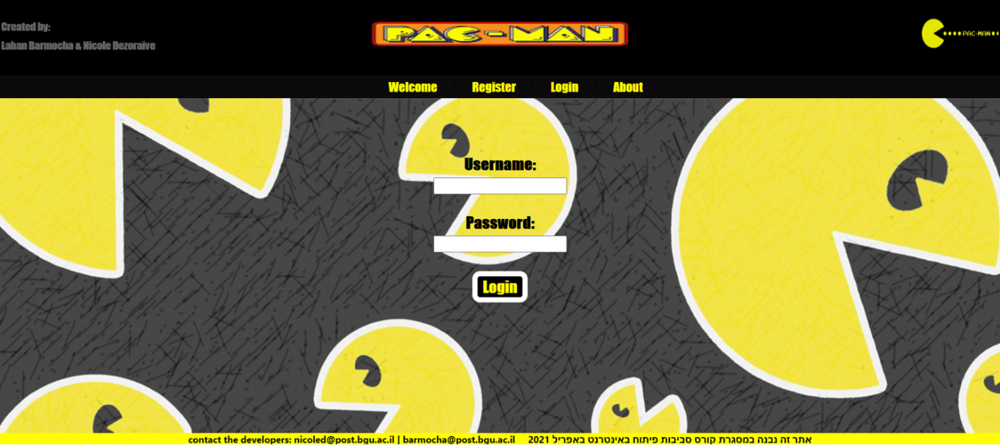 Created by:
Lahan Barmocha & Nicole Dezoraive
PAC-MAN
PAC-MAN
Welcome | Register | Login | About
Username:
Password:
Login
contact the developers: nicoled@post.bgu.ac.il | barmocha@post.bgu.ac.il אתר זה נבנה במסגרת קורס סביבות פיתוח באינטרנט באפריל 2021